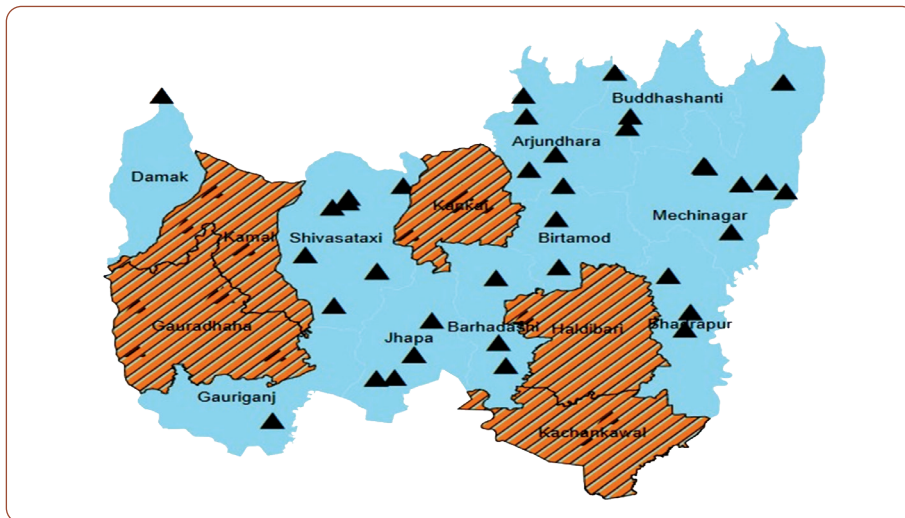 Buddhashanti
Arjundhara
Damak
Kankai
Mechinagar
Kamal
Shivasataxi
Birtamod
Gauradhaha
Jhapa
Barhadashi
Haldibari
Bhadrapur
Gauriganj
Kachankawal